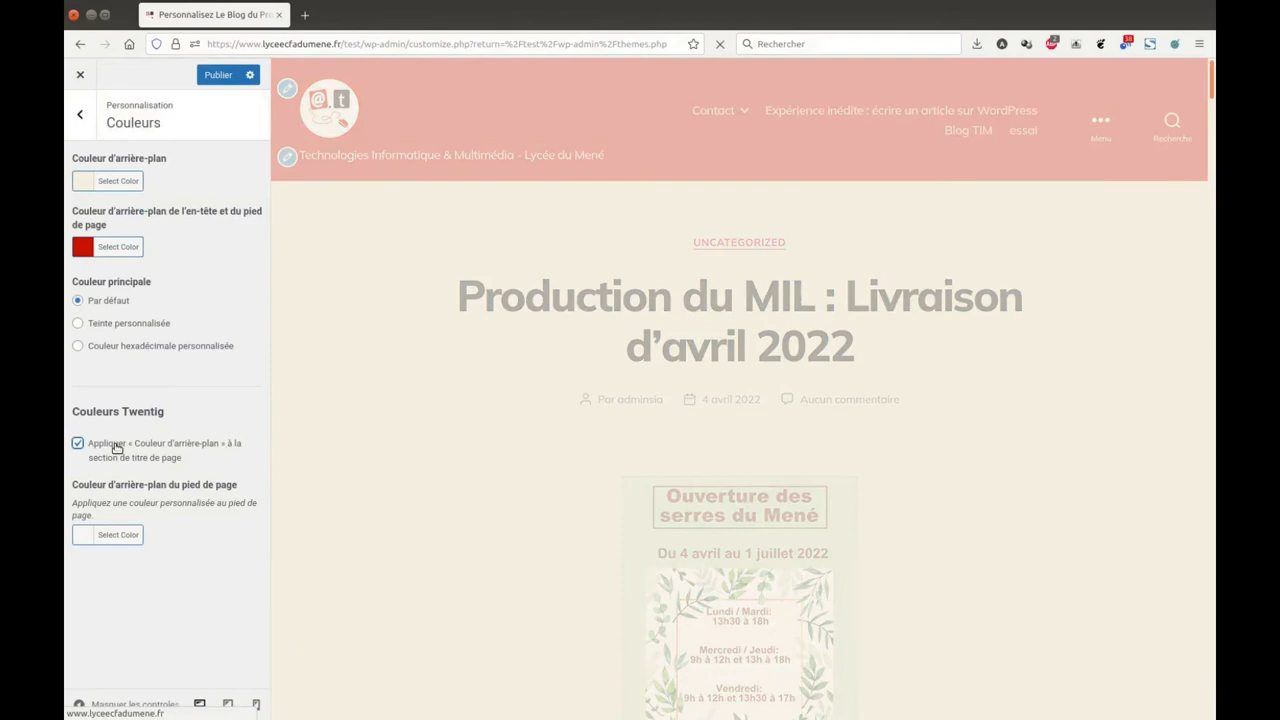 Personnalisez Le Blog du Pro
https://www.lyceecfadumene.fr/test/wp-admin/customize.php?return=%2Ftest%2Fwp-admin%2Fthemes.php
Rechercher
2
38
Publier
Personnalisation
Couleurs
Couleur d'arrière-plan
Select Color
Couleur d'arrière-plan de l'en-tête et du pied
de page
Select Color
Couleur principale
Par défaut
Teinte personnalisée
Couleur hexadécimale personnalisée
Couleurs Twentig
Appliquer « Couleur d'arrière-plan » à la
section de titre de page
Couleur d'arrière-plan du pied de page
Appliquez une couleur personnalisée au pied de
page.
Select Color
Masquer les controles
www.lyceecfadumene.fr
@.t
Technologies Informatique & Multimédia - Lycée du Mené
Contact
Expérience inédite : écrire un article sur WordPress
Blog TIM
essai
Menu
Recherche
UNCATEGORIZED
Production du MIL : Livraison
d'avril 2022
Par adminsia
4 avril 2022
Aucun commentaire
Ouverture des
serres du Mené
Du 4 avril au 1 juillet 2022
Lundi / Mardi:
13h30 à 18h
Mercredi / Jeudi:
9h à 12h et 13h à 18h
Vendredi:
9h à 12h et 13h30 à 17h